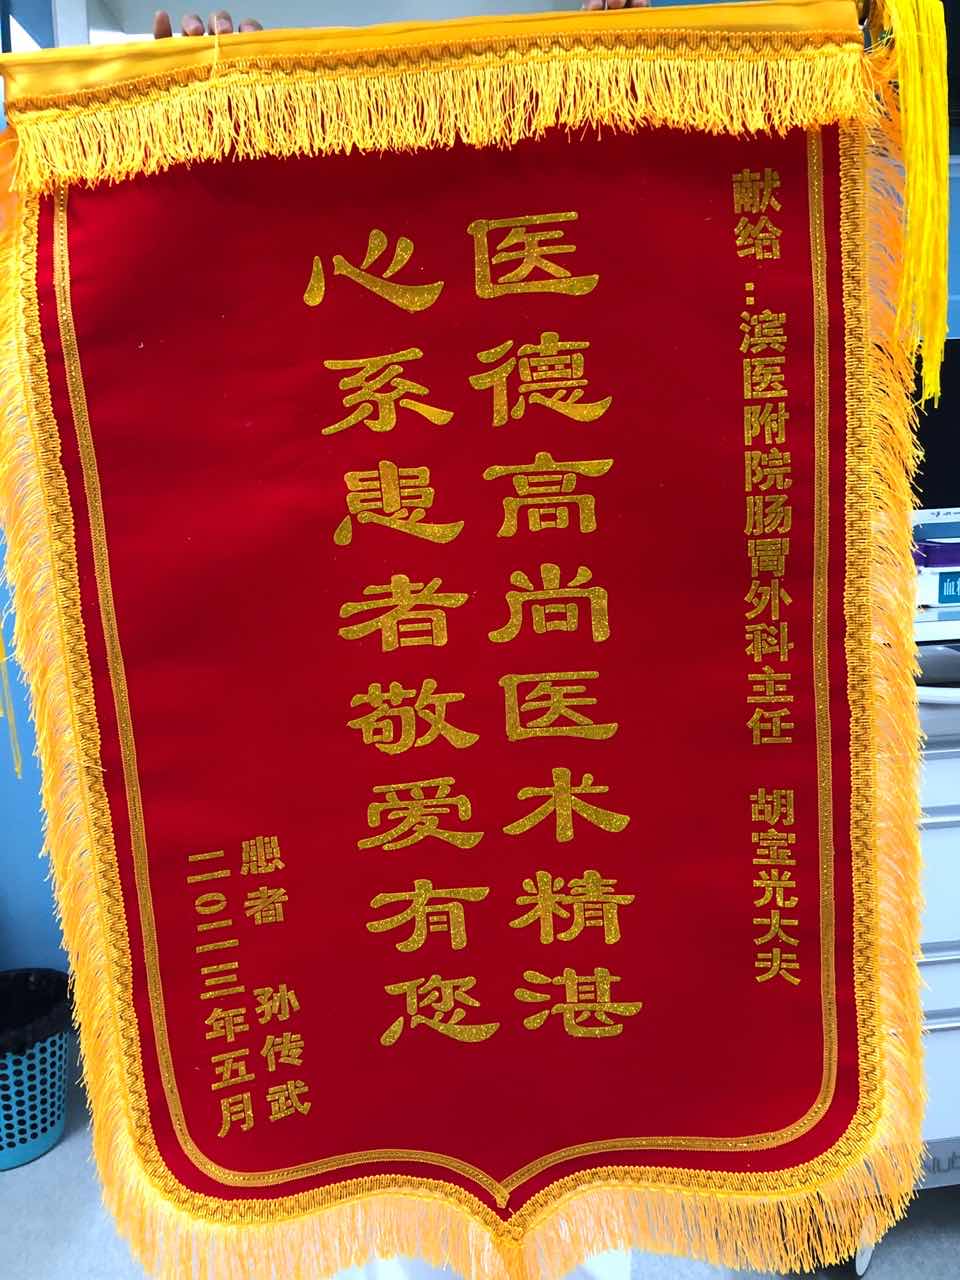 献给：滨医附院肠胃外科主任 胡宝光大夫
医德高尚医术精湛
心系患者敬爱有您
患者 孙传武
二〇二三年五月